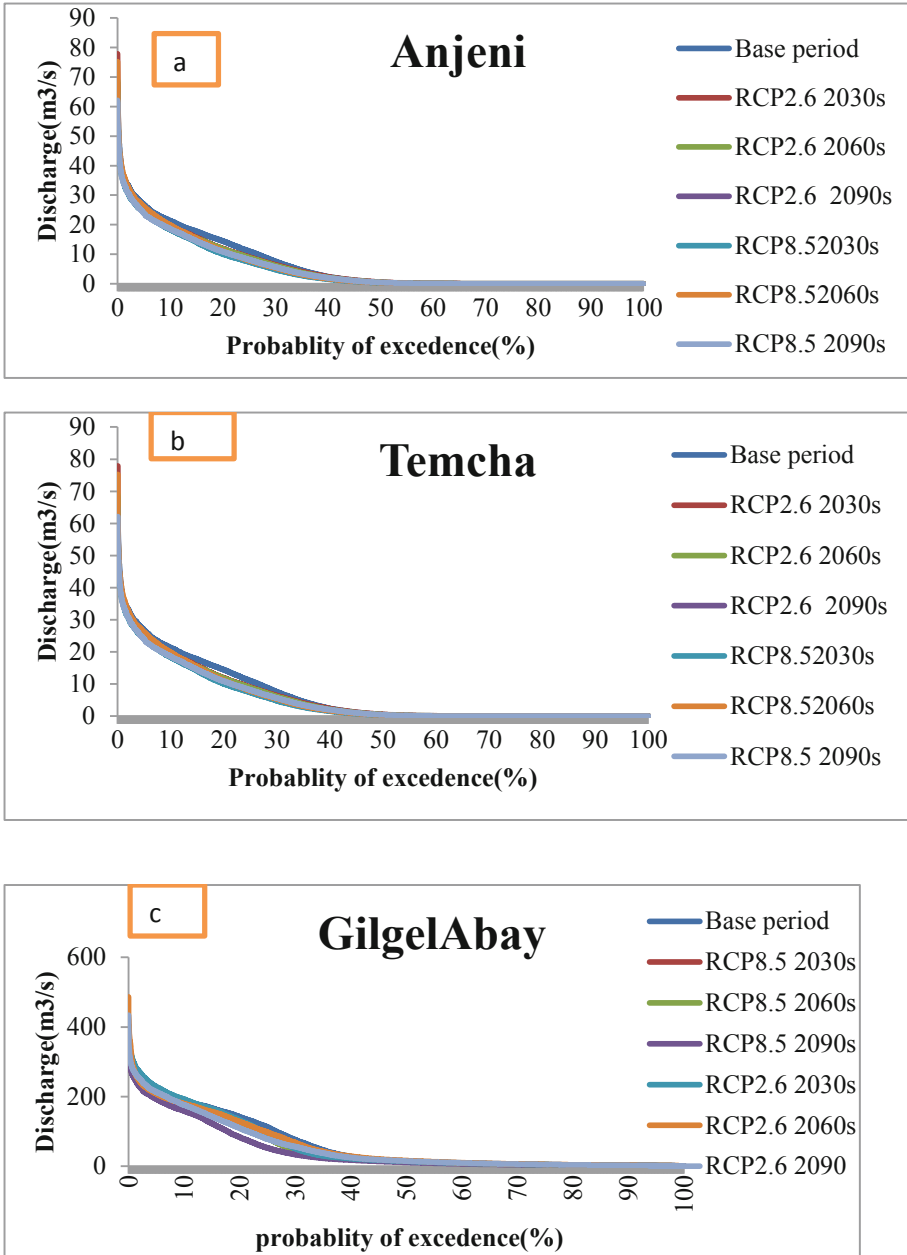 a
Anjeni
Discharge(m3/s)
90
80
70
60
50
40
30
20
10
0
0 10 20 30 40 50 60 70 80 90 100
Probablity of excedence(%)
Base period
RCP2.6 2030s
RCP2.6 2060s
RCP2.6 2090s
RCP8.52030s
RCP8.52060s
RCP8.5 2090s
b
Temcha
Discharge(m3/s)
90
80
70
60
50
40
30
20
10
0
0 10 20 30 40 50 60 70 80 90 100
Probablity of excedence(%)
Base period
RCP2.6 2030s
RCP2.6 2060s
RCP2.6 2090s
RCP8.52030s
RCP8.52060s
RCP8.5 2090s
c
GilgelAbay
Discharge(m3/s)
600
400
200
0
0 10 20 30 40 50 60 70 80 90 100
probablity of excedence(%)
Base period
RCP8.5 2030s
RCP8.5 2060s
RCP8.5 2090s
RCP2.6 2030s
RCP2.6 2060s
RCP2.6 2090